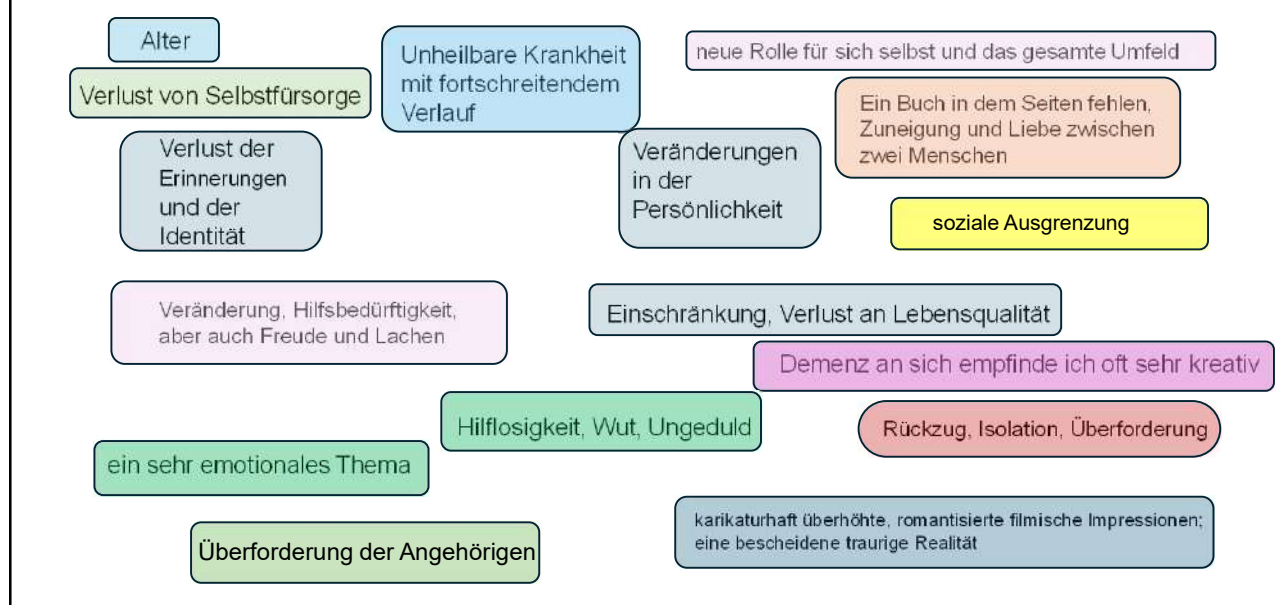 Alter
Verlust von Selbstfürsorge
Verlust der
Erinnerungen
und der
Identität
Unheilbare Krankheit
mit fortschreitendem
Verlauf
neue Rolle für sich selbst und das gesamte Umfeld
Ein Buch in dem Seiten fehlen,
Zuneigung und Liebe zwischen
zwei Menschen
Veränderungen
in der
Persönlichkeit
soziale Ausgrenzung
Veränderung, Hilfsbedürftigkeit,
aber auch Freude und Lachen
Einschränkung, Verlust an Lebensqualität
Demenz an sich empfinde ich oft sehr kreativ
Hilflosigkeit, Wut, Ungeduld
Rückzug, Isolation, Überforderung
ein sehr emotionales Thema
karikaturhaft überhöhte, romantisierte filmische Impressionen;
eine bescheidene traurige Realität
Überforderung der Angehörigen